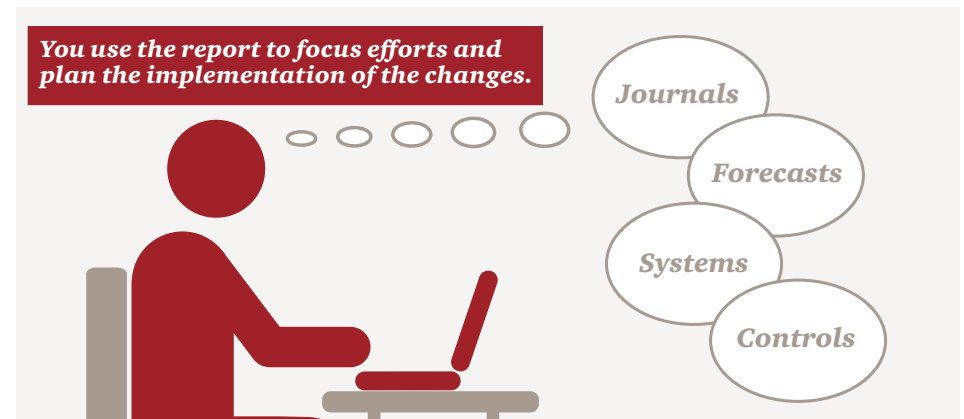 You use the report to focus efforts and
plan the implementation of the changes.
Journals
Forecasts
Systems
Controls